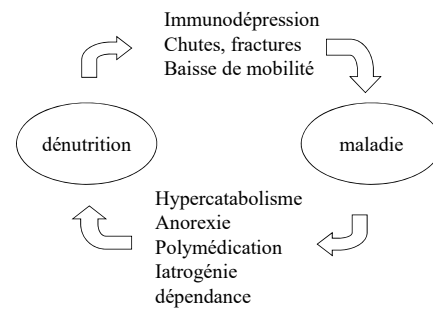 Immunodépression
Chutes, fractures
Baisse de mobilité
dénutrition
maladie
Hypercatabolisme
Anorexie
Polymédication
Iatrogénie
dépendance